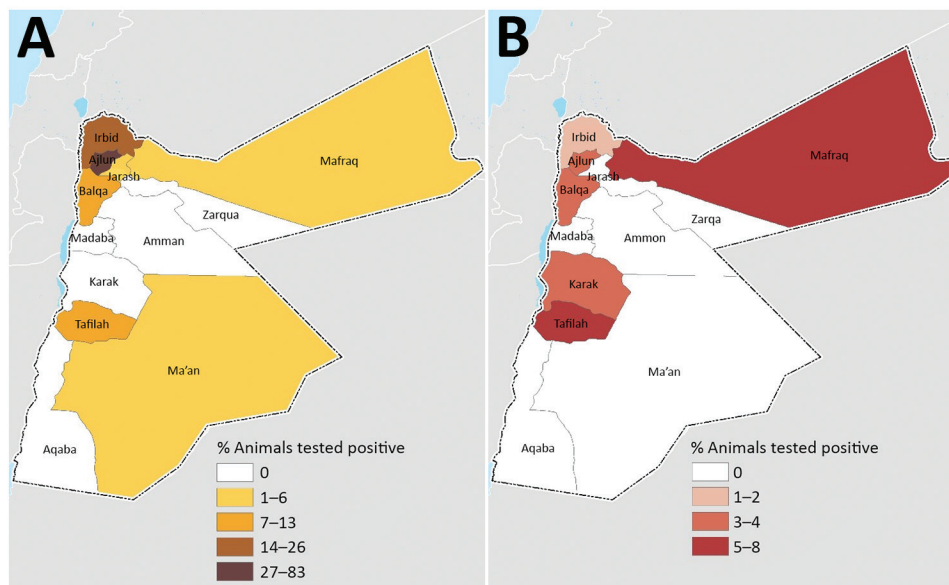 A
Irbid
Ajlun
Jarash
Mafraq
Balqa
Zarqua
Madaba
Amman
Karak
Tafilah
Ma'an
Aqaba
% Animals tested positive
0
1–6
7–13
14–26
27–83
B
Irbid
Ajlun
Jarash
Mafraq
Balqa
Zarqa
Madaba
Ammon
Karak
Tafilah
Ma'an
Aqaba
% Animals tested positive
0
1–2
3–4
5–8